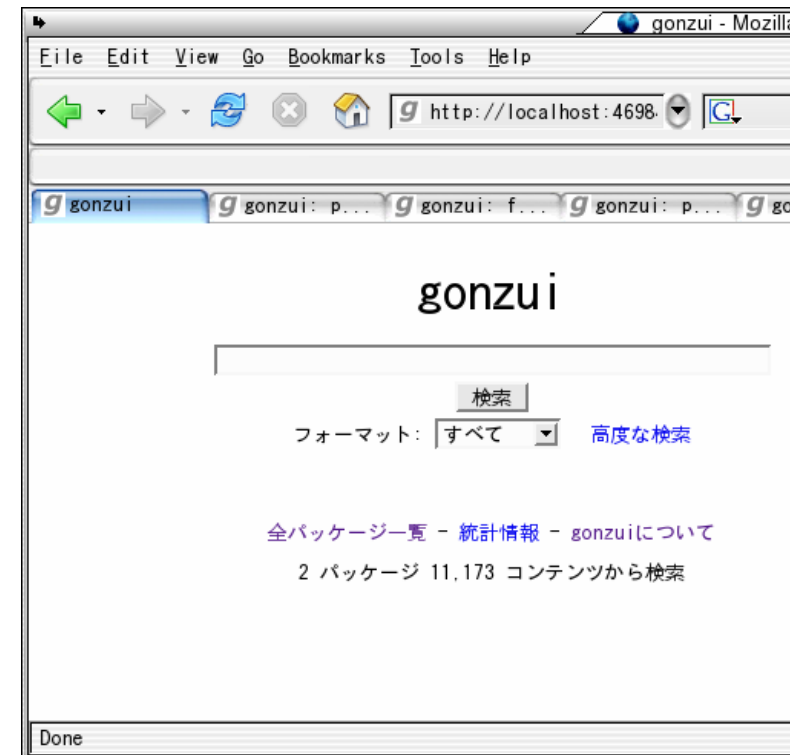 gonzui - Mozilla
File Edit View Go Bookmarks Tools Help
g http://localhost:4698 G
g gonzui g gonzui: p... g gonzui: f... g gonzui: p... g go
gonzui
検索
フォーマット: すべて 高度な検索
全パッケージ一覧 - 統計情報 - gonzuiについて
2 パッケージ 11,173 コンテンツから検索
Done